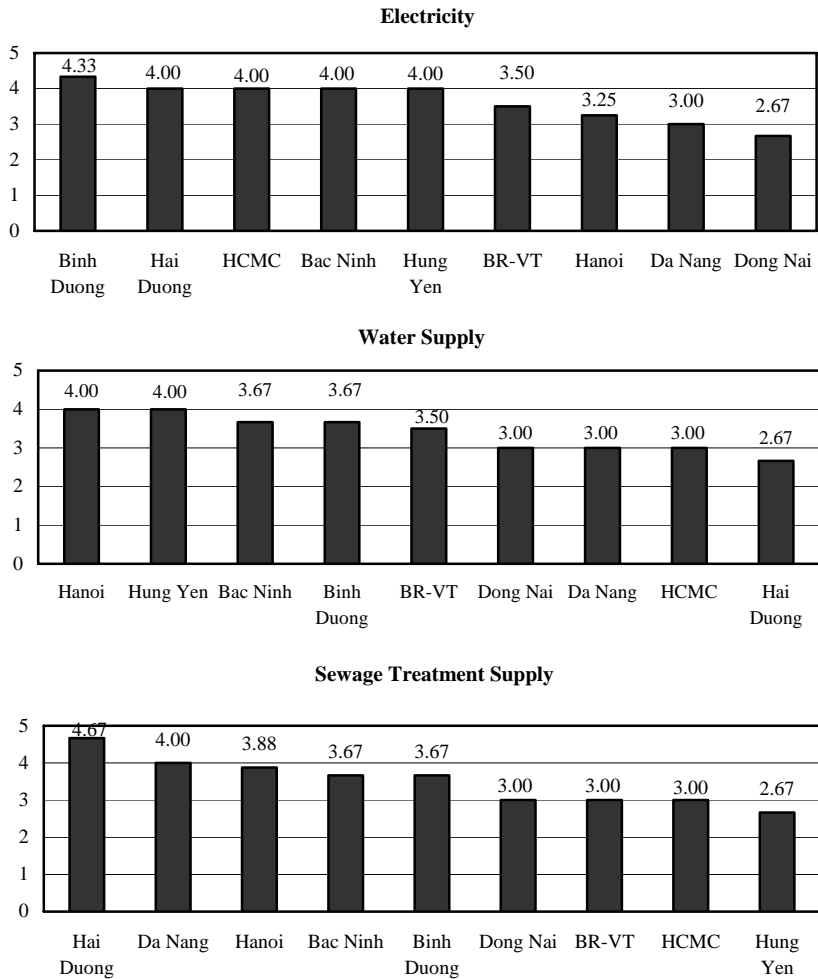 Electricity
5
4
3
2
1
0
4.33
4.00
4.00
4.00
4.00
3.50
3.25
3.00
2.67
Binh Duong
Hai Duong
HCMC
Bac Ninh
Hung Yen
BR-VT
Hanoi
Da Nang
Dong Nai
Water Supply
5
4
3
2
1
0
4.00
4.00
3.67
3.67
3.50
3.00
3.00
3.00
2.67
Hanoi
Hung Yen
Bac Ninh
Binh Duong
BR-VT
Dong Nai
Da Nang
HCMC
Hai Duong
Sewage Treatment Supply
5
4
3
2
1
0
4.67
4.00
3.88
3.67
3.67
3.00
3.00
3.00
2.67
Hai Duong
Da Nang
Hanoi
Bac Ninh
Binh Duong
Dong Nai
BR-VT
HCMC
Hung Yen